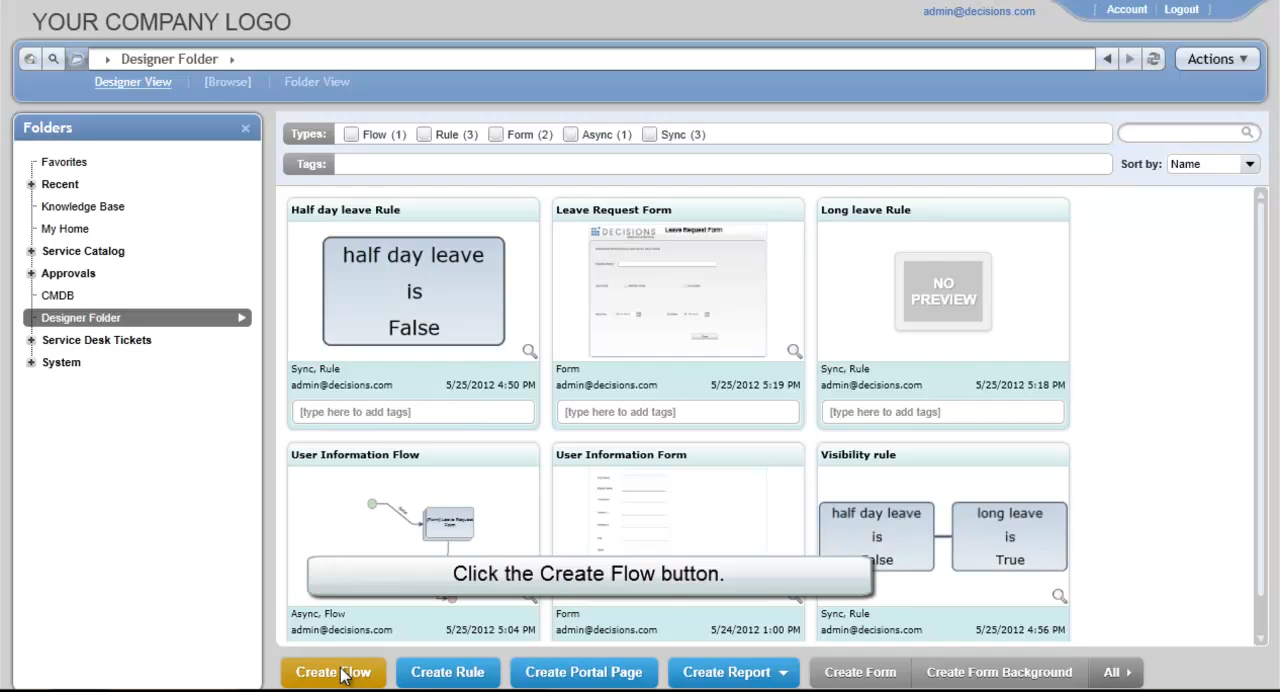 YOUR COMPANY LOGO
admin@decisions.com
[ Account Logout ]
Designer Folder
Actions
Designer View [Browse] Folder View
Folders
Favorites
Recent
Knowledge Base
My Home
Service Catalog
Approvals
CMDB
Designer Folder
Service Desk Tickets
System
Types: Flow (1) Rule (3) Form (2) Async (1) Sync (3)
Tags:
Sort by: Name
Half day leave Rule
half day leave
is
False
Sync, Rule
admin@decisions.com 5/25/2012 4:50 PM
[type here to add tags]
Leave Request Form
DECISIONS Leave Request Form
Form
admin@decisions.com 5/25/2012 5:19 PM
[type here to add tags]
Long leave Rule
NO
PREVIEW
Sync, Rule
admin@decisions.com 5/25/2012 5:18 PM
[type here to add tags]
User Information Flow
[Form] Leave Request
Form
Async, Flow
admin@decisions.com 5/25/2012 5:04 PM
User Information Form
Form
admin@decisions.com 5/24/2012 1:00 PM
Visibility rule
half day leave
is
long leave
is
True
Sync, Rule
admin@decisions.com 5/25/2012 4:56 PM
Click the Create Flow button.
Create Flow Create Rule Create Portal Page Create Report Create Form Create Form Background All